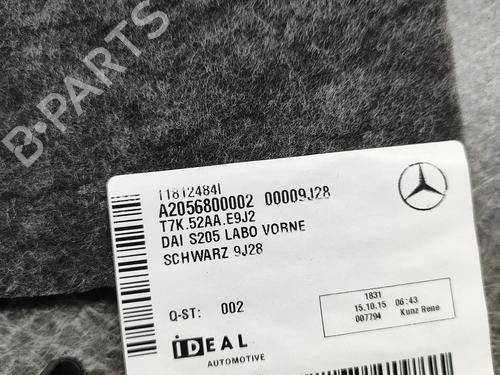 B-PARTS
11812484I
A2056800002 00009J28
T7K.52AA.E9J2
DAI S205 LABO VORNE
SCHWARZ 9J28
Q-ST: 002
1831
15.10.15 06:43
007794 Kunz Rene
iDEAL
AUTOMOTIVE